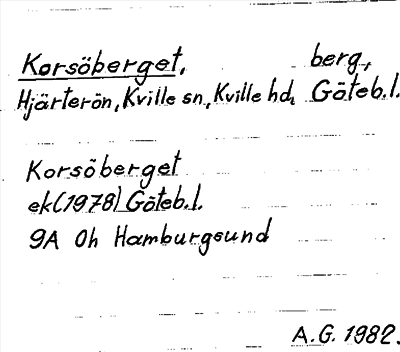 Korsöberget, berg,
Hjärterön, Kville sn, Kville hd, Göteb.l.
Korsöberget
ek(1978) Göteb.l.
9A 0h Hamburgsund
A.G. 1982.